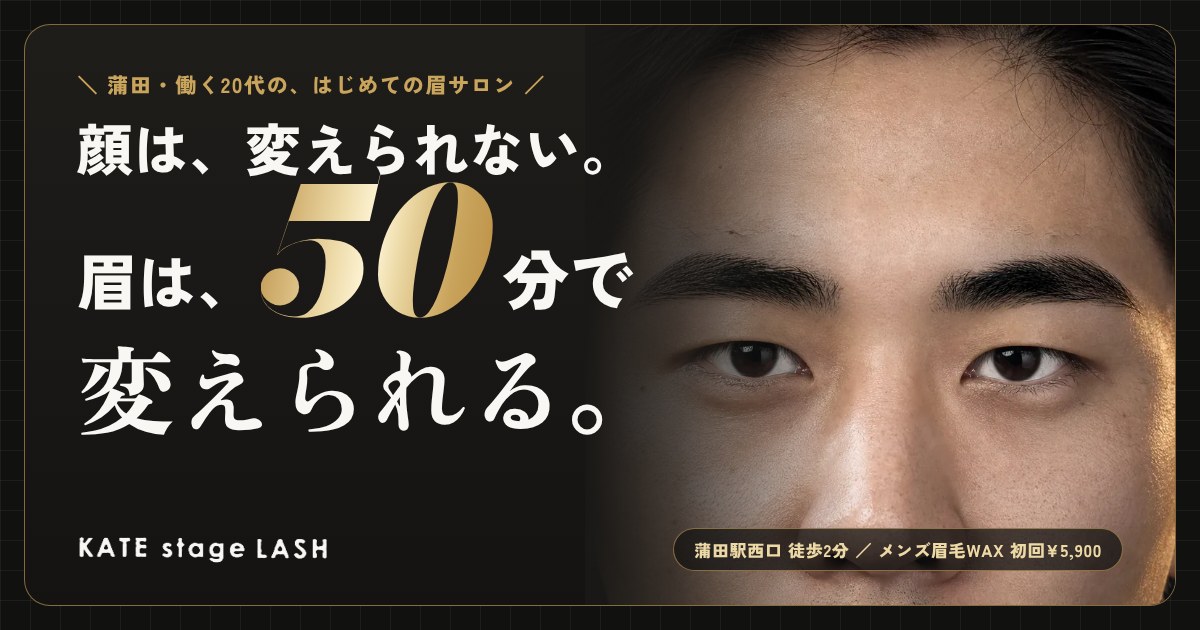 ＼ 蒲田・働く20代の、はじめての眉サロン ／
顔は、変えられない。
眉は、50分で
変えられる。
KATE stage LASH
蒲田駅西口 徒歩2分 ／ メンズ眉毛WAX 初回¥5,900